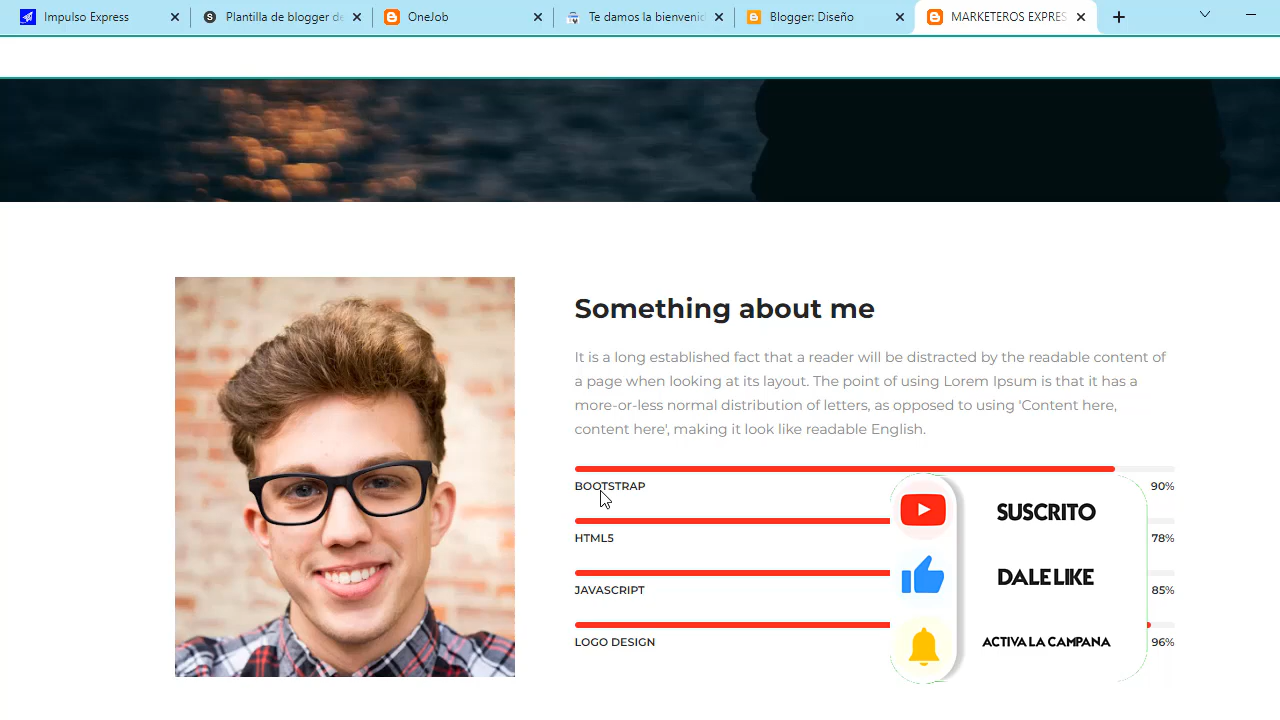 Impulso Express
Plantilla de blogger de
OneJob
Te damos la bienvenic
Blogger: Diseño
MARKETEROS EXPRES
Something about me
It is a long established fact that a reader will be distracted by the readable content of
a page when looking at its layout. The point of using Lorem Ipsum is that it has a
more-or-less normal distribution of letters, as opposed to using 'Content here,
content here', making it look like readable English.
BOOTSTRAP 90%
HTML5 78%
JAVASCRIPT 85%
LOGO DESIGN 96%
SUSCRITO
DALE LIKE
ACTIVA LA CAMPANA